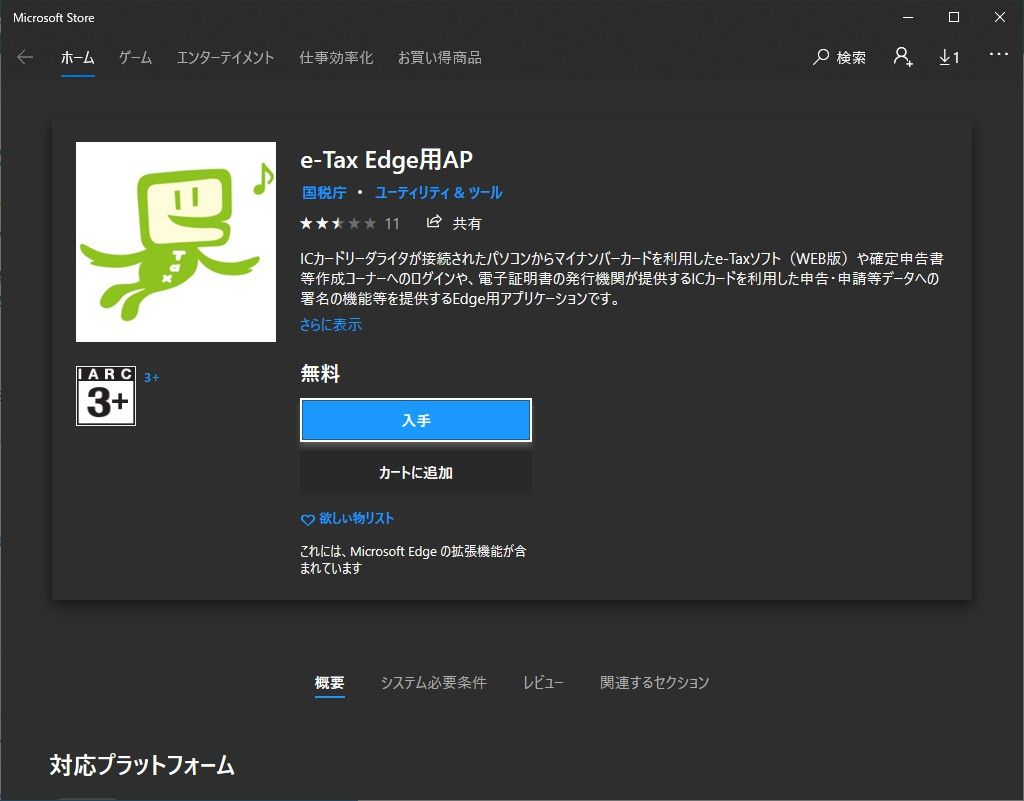 Microsoft Store
ホーム ゲーム エンターテイメント 仕事効率化 お買い得商品 検索 1
e-Tax Edge用AP
国税庁 • ユーティリティ & ツール
11 共有
ICカードリーダライタが接続されたパソコンからマイナンバーカードを利用したe-Taxソフト（WEB版）や確定申告書
等作成コーナーへのログインや、電子証明書の発行機関が提供するICカードを利用した申告・申請等データへの
署名の機能等を提供するEdge用アプリケーションです。
さらに表示
Tax
IARC
3+
3+
無料
入手
カートに追加
欲しい物リスト
これには、Microsoft Edge の拡張機能が含
まれています
概要 システム必要条件 レビュー 関連するセクション
対応プラットフォーム